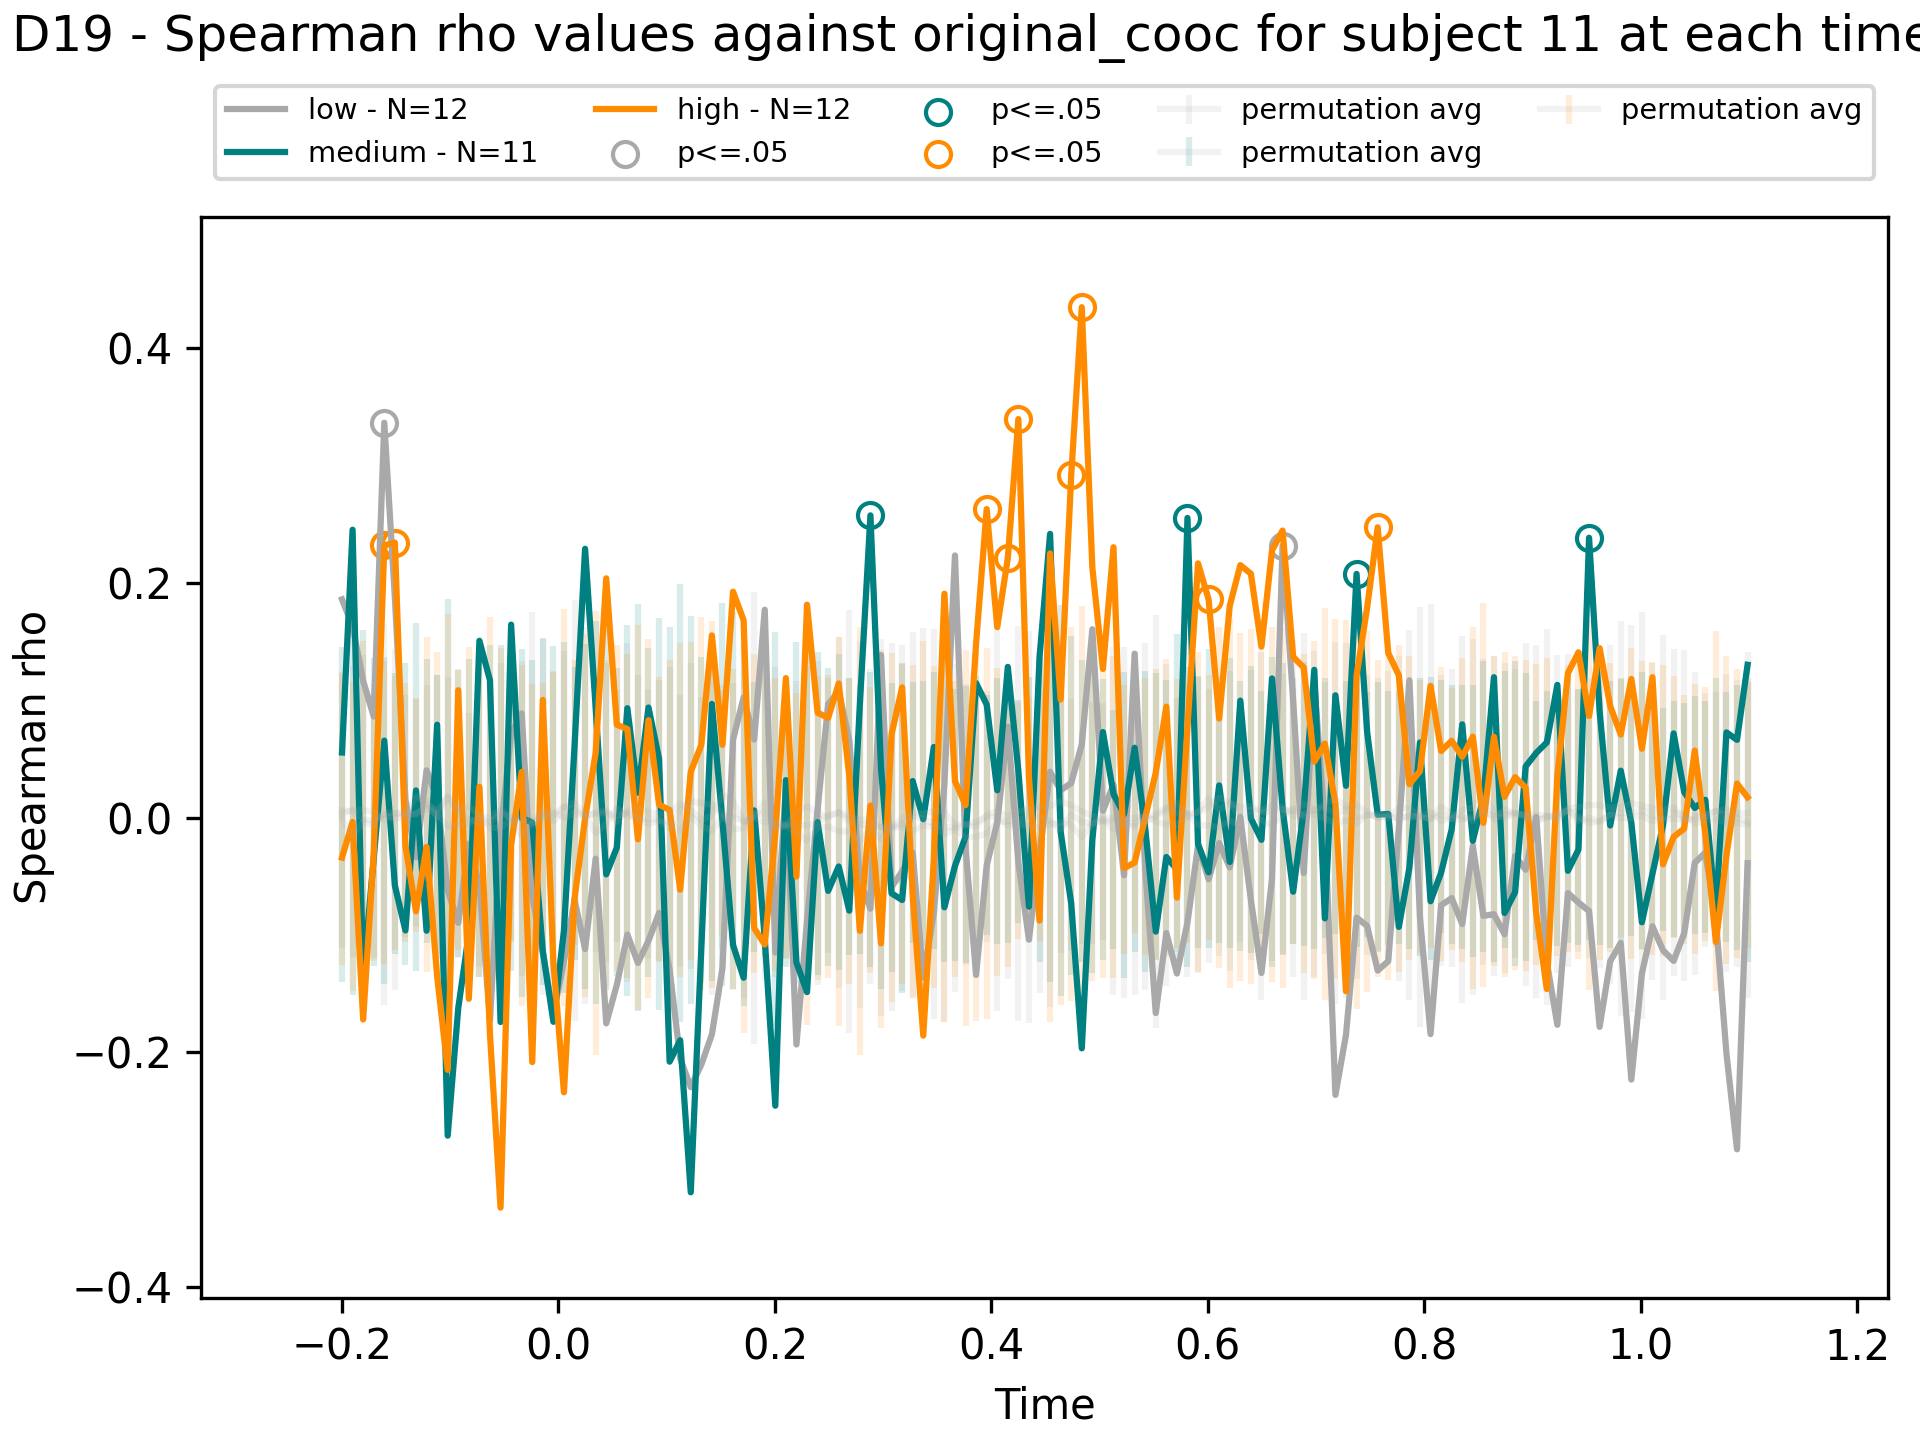 D19 - Spearman rho values against original_cooc for subject 11 at each time
low - N=12
medium - N=11
high - N=12
p<=.05
p<=.05
p<=.05
permutation avg
permutation avg
permutation avg
Spearman rho
0.4
0.2
0.0
−0.2
−0.4
−0.2
0.0
0.2
0.4
0.6
0.8
1.0
1.2
Time